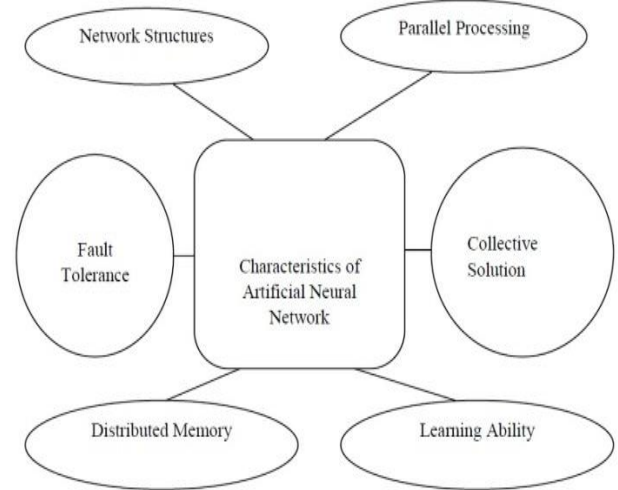 Network Structures
Parallel Processing
Fault
Tolerance
Characteristics of
Artificial Neural
Network
Collective
Solution
Distributed Memory
Learning Ability